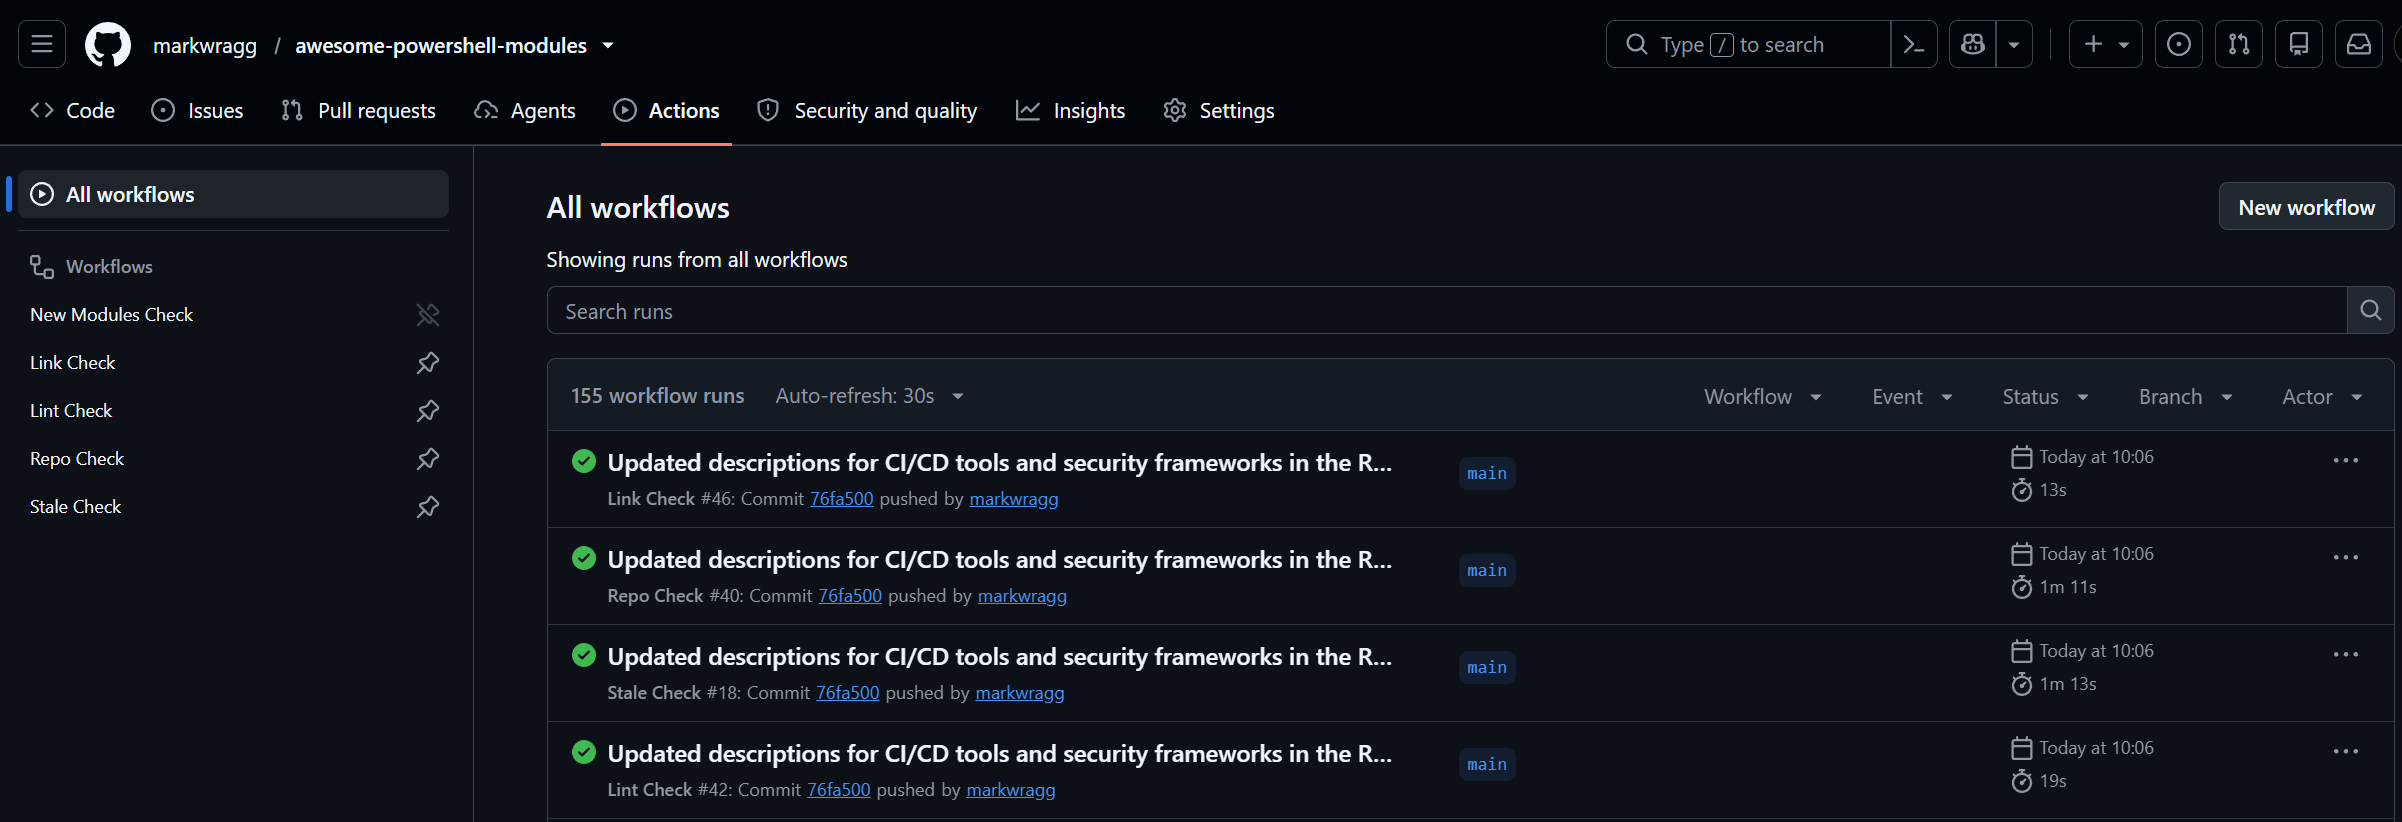 markwragg / awesome-powershell-modules
Type / to search
Code Issues Pull requests Agents Actions Security and quality Insights Settings
All workflows
Workflows
New Modules Check
Link Check
Lint Check
Repo Check
Stale Check
All workflows
New workflow
Showing runs from all workflows
Search runs
155 workflow runs Auto-refresh: 30s Workflow Event Status Branch Actor
Updated descriptions for CI/CD tools and security frameworks in the R... main Today at 10:06
Link Check #46: Commit 76fa500 pushed by markwragg 13s
Updated descriptions for CI/CD tools and security frameworks in the R... main Today at 10:06
Repo Check #40: Commit 76fa500 pushed by markwragg 1m 11s
Updated descriptions for CI/CD tools and security frameworks in the R... main Today at 10:06
Stale Check #18: Commit 76fa500 pushed by markwragg 1m 13s
Updated descriptions for CI/CD tools and security frameworks in the R... main Today at 10:06
Lint Check #42: Commit 76fa500 pushed by markwragg 19s